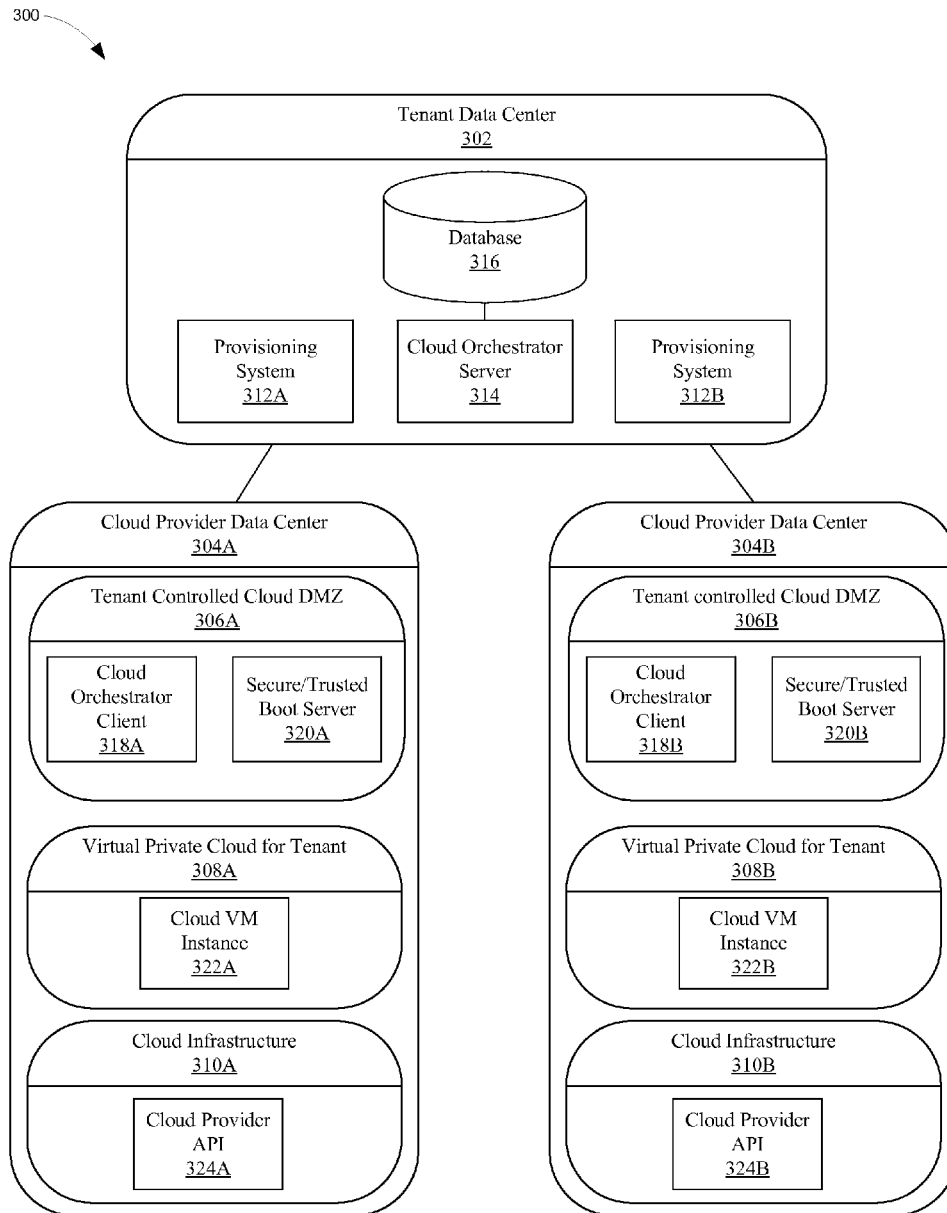 300
Tenant Data Center
302
Database
316
Provisioning
System
312A
Cloud Orchestrator
Server
314
Provisioning
System
312B
Cloud Provider Data Center
304A
Tenant Controlled Cloud DMZ
306A
Cloud
Orchestrator
Client
318A
Secure/Trusted
Boot Server
320A
Virtual Private Cloud for Tenant
308A
Cloud VM
Instance
322A
Cloud Infrastructure
310A
Cloud Provider
API
324A
Cloud Provider Data Center
304B
Tenant controlled Cloud DMZ
306B
Cloud
Orchestrator
Client
318B
Secure/Trusted
Boot Server
320B
Virtual Private Cloud for Tenant
308B
Cloud VM
Instance
322B
Cloud Infrastructure
310B
Cloud Provider
API
324B